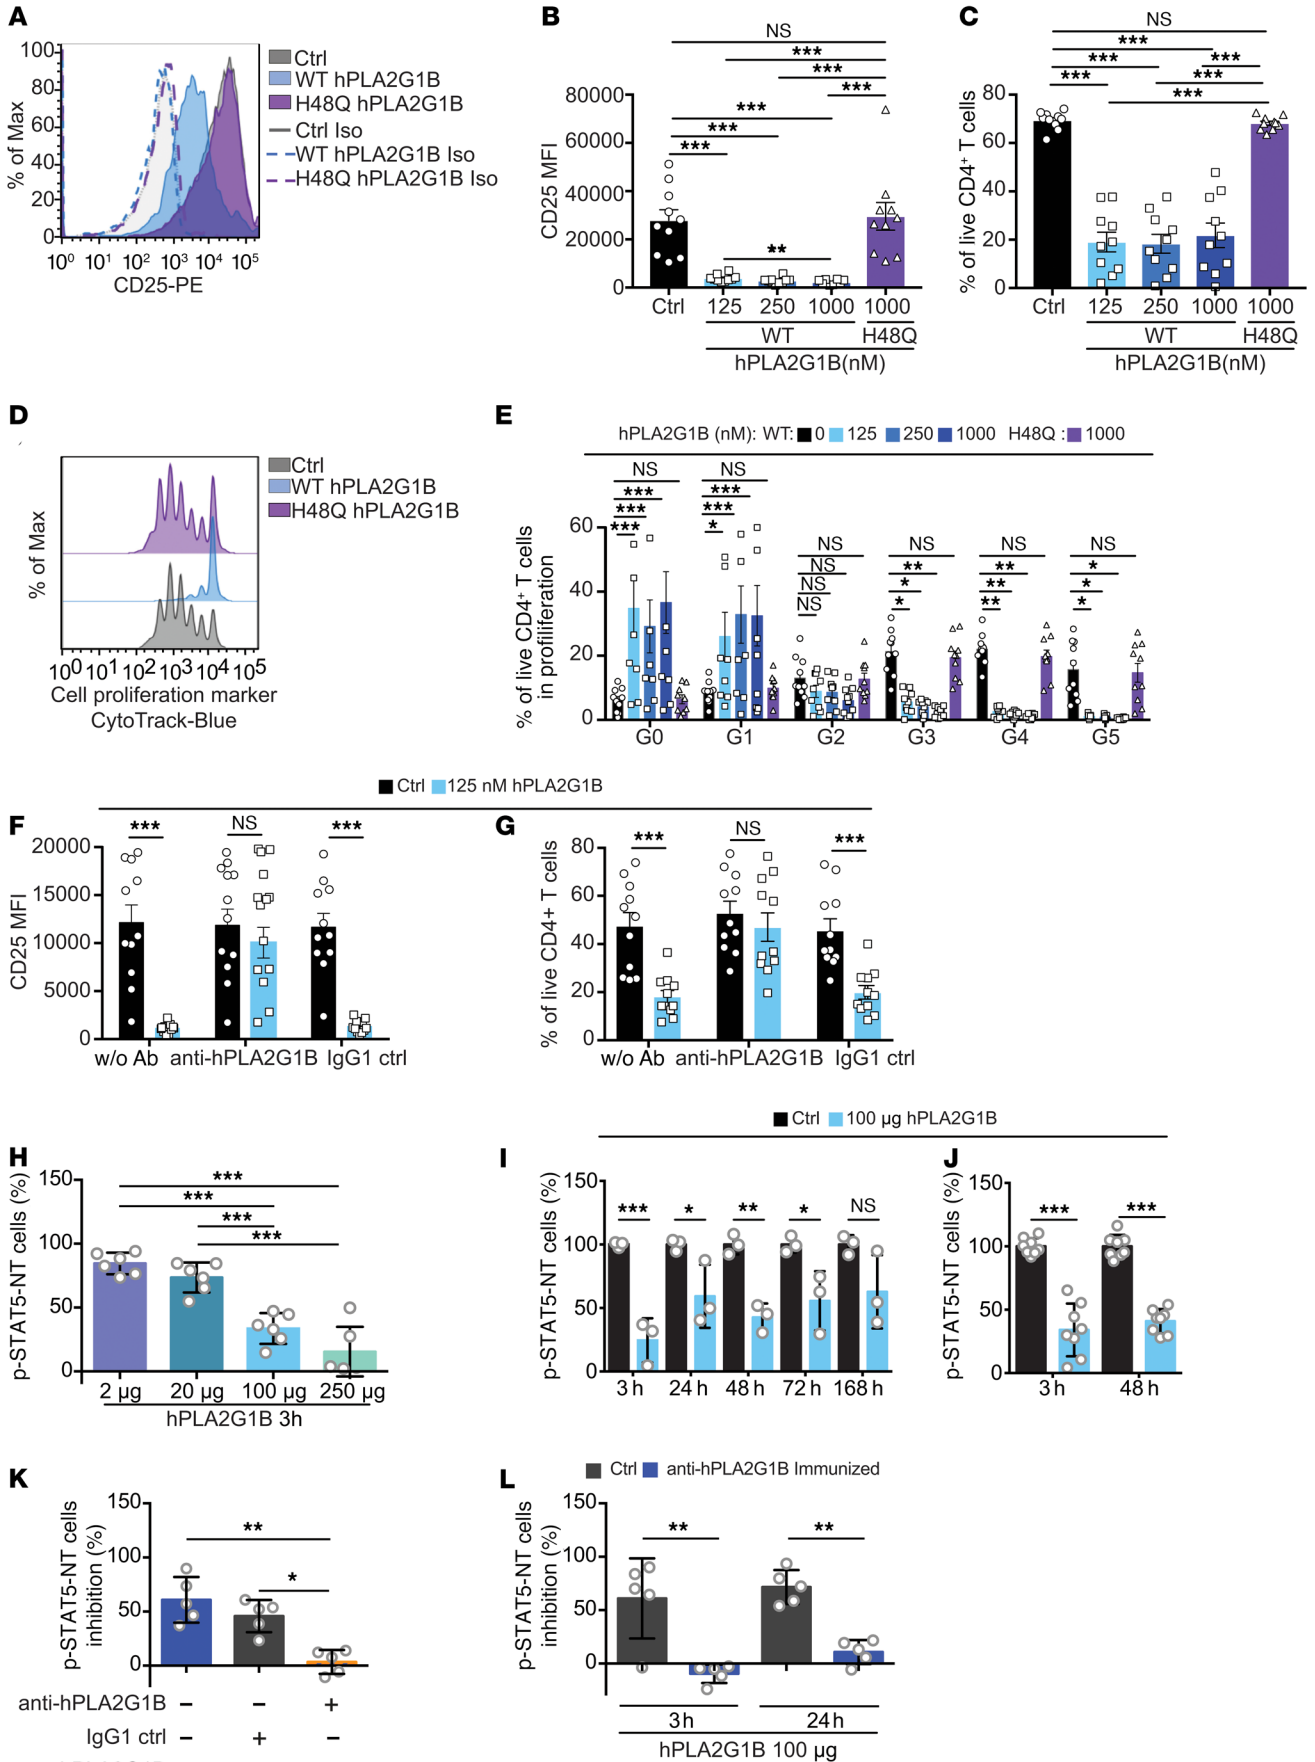 A
% of Max
100
80
60
40
20
0
10⁰ 10¹ 10² 10³ 10⁴ 10⁵
CD25-PE
Ctrl
WT hPLA2G1B
H48Q hPLA2G1B
Ctrl Iso
WT hPLA2G1B Iso
H48Q hPLA2G1B Iso
B
CD25 MFI
80000
60000
40000
20000
0
NS
***
***
***
***
***
***
**
Ctrl 125 250 1000 1000
WT H48Q
hPLA2G1B(nM)
C
% of live CD4⁺ T cells
80
60
40
20
0
NS
***
*** ***
*** ***
***
Ctrl 125 250 1000 1000
WT H48Q
hPLA2G1B(nM)
D
% of Max
10⁰ 10¹ 10² 10³ 10⁴ 10⁵
Cell proliferation marker
CytoTrack-Blue
Ctrl
WT hPLA2G1B
H48Q hPLA2G1B
E
hPLA2G1B (nM): WT: 0 125 250 1000 H48Q : 1000
% of live CD4⁺ T cells
in profiliferation
60
40
20
0
NS
***
***
***
NS
***
***
*
NS
NS
NS
NS
NS
**
*
*
NS
**
**
**
NS
*
*
*
G0 G1 G2 G3 G4 G5
Ctrl 125 nM hPLA2G1B
F
CD25 MFI
20000
15000
10000
5000
0
*** NS ***
w/o Ab anti-hPLA2G1B IgG1 ctrl
G
% of live CD4+ T cells
80
60
40
20
0
*** NS ***
w/o Ab anti-hPLA2G1B IgG1 ctrl
H
p-STAT5-NT cells (%)
150
100
50
0
***
***
***
***
2 µg 20 µg 100 µg 250 µg
hPLA2G1B 3h
Ctrl 100 µg hPLA2G1B
I
p-STAT5-NT cells (%)
150
100
50
0
*** * ** * NS
3 h 24 h 48 h 72 h 168 h
J
p-STAT5-NT cells (%)
150
100
50
0
*** ***
3 h 48 h
K
p-STAT5-NT cells
inhibition (%)
150
100
50
0
**
*
anti-hPLA2G1B − − +
IgG1 ctrl − + −
L
Ctrl anti-hPLA2G1B Immunized
p-STAT5-NT cells
inhibition (%)
150
100
50
0
** **
3 h 24 h
hPLA2G1B 100 µg